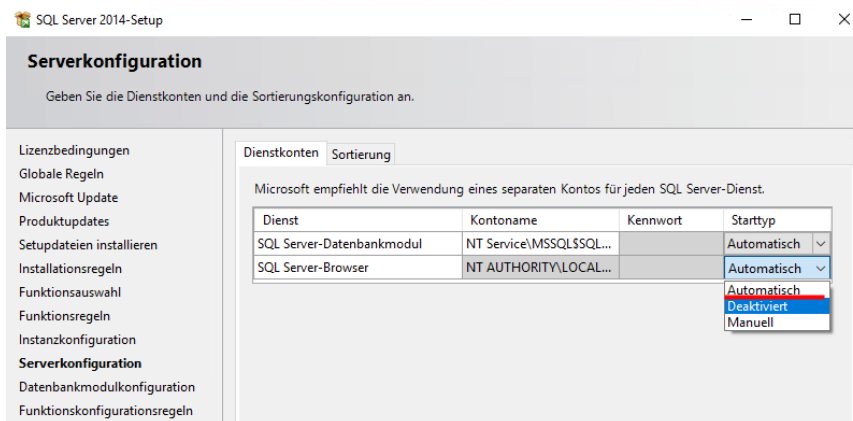 SQL Server 2014-Setup
Serverkonfiguration
Geben Sie die Dienstkonten und die Sortierungskonfiguration an.
Lizenzbedingungen
Globale Regeln
Microsoft Update
Produktupdates
Setupdateien installieren
Installationsregeln
Funktionsauswahl
Funktionsregeln
Instanzkonfiguration
Serverkonfiguration
Datenbankmodulkonfiguration
Funktionskonfigurationsregeln
Dienstkonten Sortierung
Microsoft empfiehlt die Verwendung eines separaten Kontos für jeden SQL Server-Dienst.
Dienst Kontoname Kennwort Starttyp
SQL Server-Datenbankmodul NT Service\MSSQL$SQL... Automatisch
SQL Server-Browser NT AUTHORITY\LOCAL... Automatisch
Automatisch
Deaktiviert
Manuell